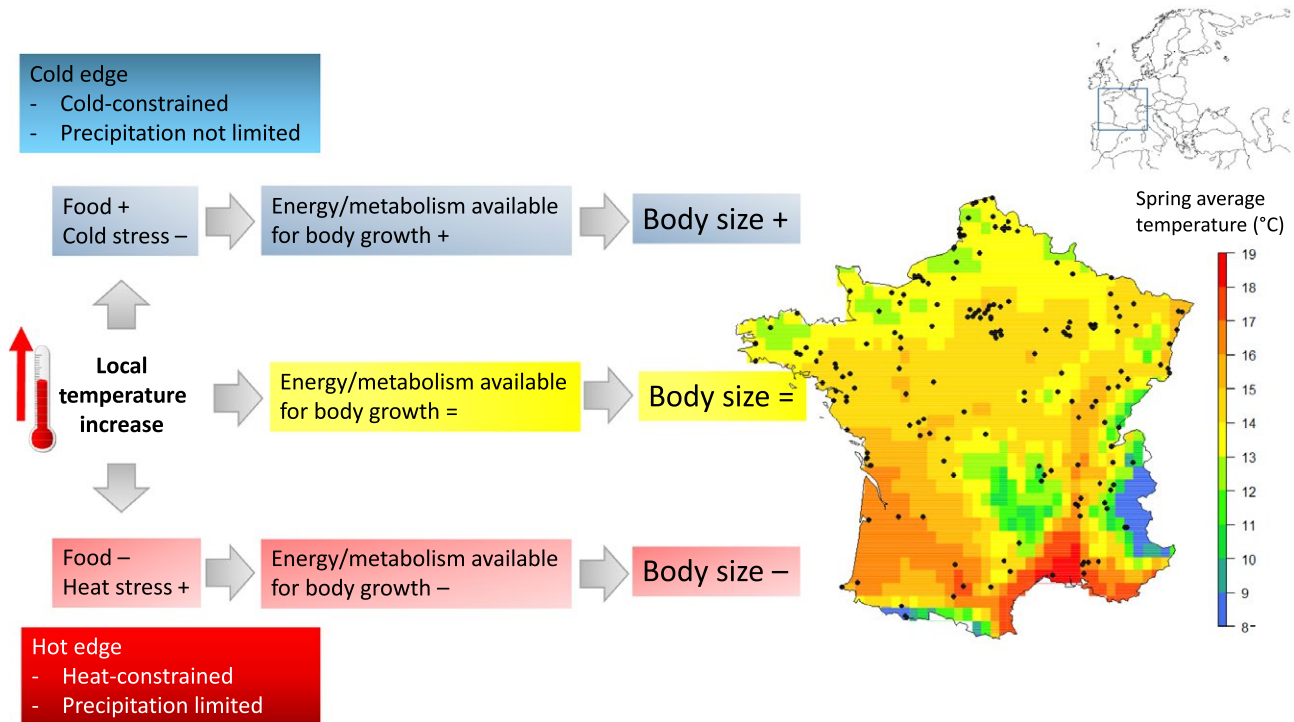 Cold edge
- Cold-constrained
- Precipitation not limited
Food +
Cold stress –
Energy/metabolism available
for body growth +
Body size +
Local
temperature
increase
Energy/metabolism available
for body growth =
Body size =
Food –
Heat stress +
Energy/metabolism available
for body growth –
Body size –
Hot edge
- Heat-constrained
- Precipitation limited
Spring average
temperature (°C)
19
18
17
16
15
14
13
12
11
10
9
8-